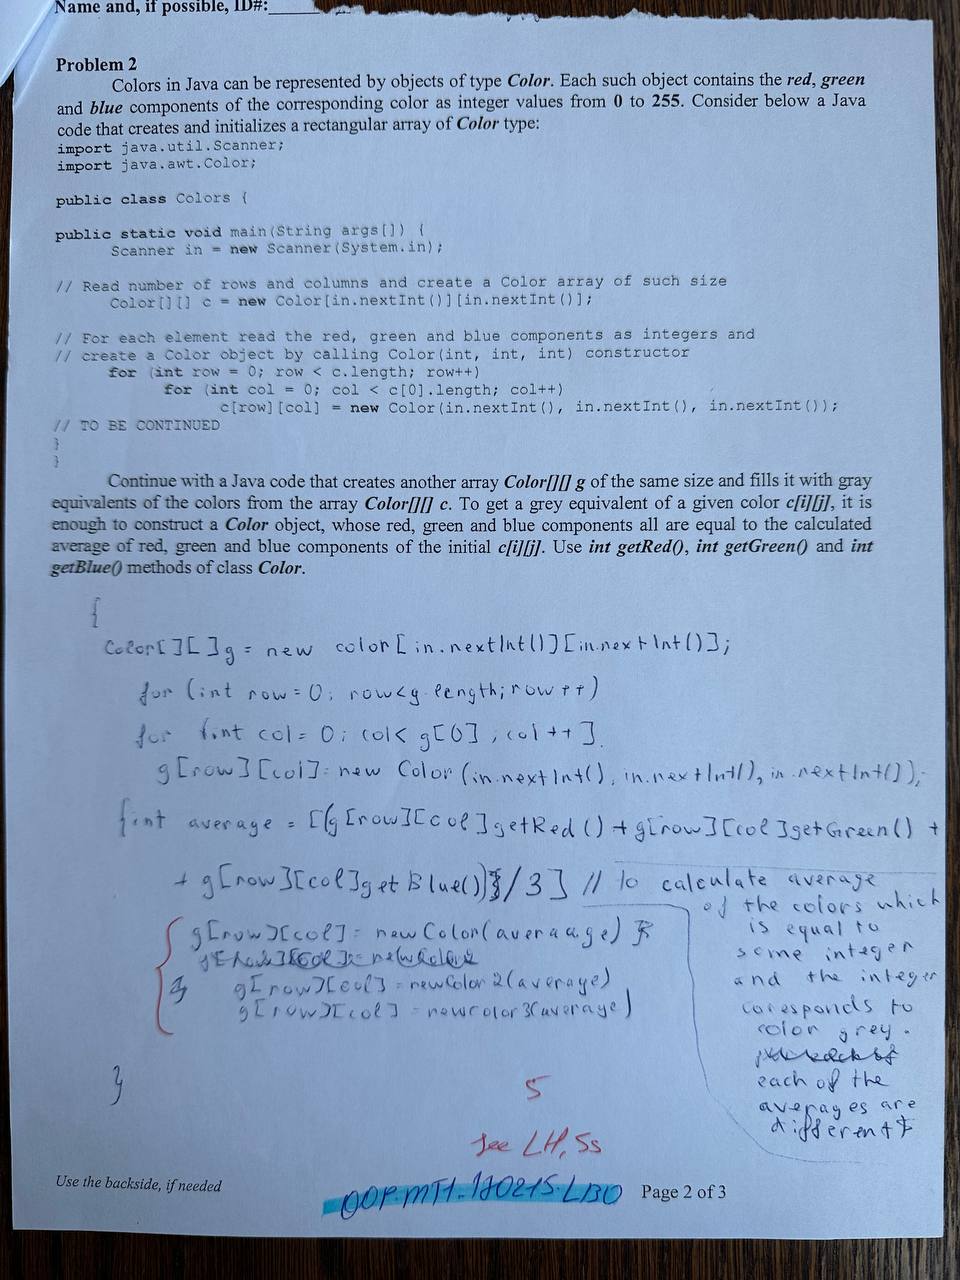 Name and, if possible, ID#:
Problem 2
Colors in Java can be represented by objects of type Color. Each such object contains the red, green
and blue components of the corresponding color as integer values from 0 to 255. Consider below a Java
code that creates and initializes a rectangular array of Color type:
import java.util.Scanner;
import java.awt.Color;
public class Colors {
public static void main(String args[]) {
Scanner in = new Scanner(System.in);
// Read number of rows and columns and create a Color array of such size
Color[][] c = new Color[in.nextInt()][in.nextInt()];
// For each element read the red, green and blue components as integers and
// create a Color object by calling Color(int, int, int) constructor
for (int row = 0; row < c.length; row++)
for (int col = 0; col < c[0].length; col++)
c[row][col] = new Color(in.nextInt(), in.nextInt(), in.nextInt());
// TO BE CONTINUED
}
}
Continue with a Java code that creates another array Color[][] g of the same size and fills it with gray
equivalents of the colors from the array Color[][] c. To get a grey equivalent of a given color c[i][j], it is
enough to construct a Color object, whose red, green and blue components all are equal to the calculated
average of red, green and blue components of the initial c[i][j]. Use int getRed(), int getGreen() and int
getBlue() methods of class Color.
{
Color[][]g = new color[in.nextInt()][in.nextInt()];
for (int row=0; row<g.length; row++)
for (int col=0; col< g[0]; col++].
g[row][col]= new Color (in.nextInt(), in.nextInt(), in.nextInt());
{int average = [(g[row][col]getRed()+g[row][col]getGreen()+
+ g[row][col]getBlue())/3] // to calculate average
of the colors which
is equal to
some integer
and the integer
corresponds to
color grey.
each of the
averages are
different
g[row][col]= new Color(averaage)
g[row][col]=newColor2(average)
g[row][col]=newcolor3(average)
}
5
See LH, Ss
OOP.MT1.170215.LBO
Use the backside, if needed
Page 2 of 3